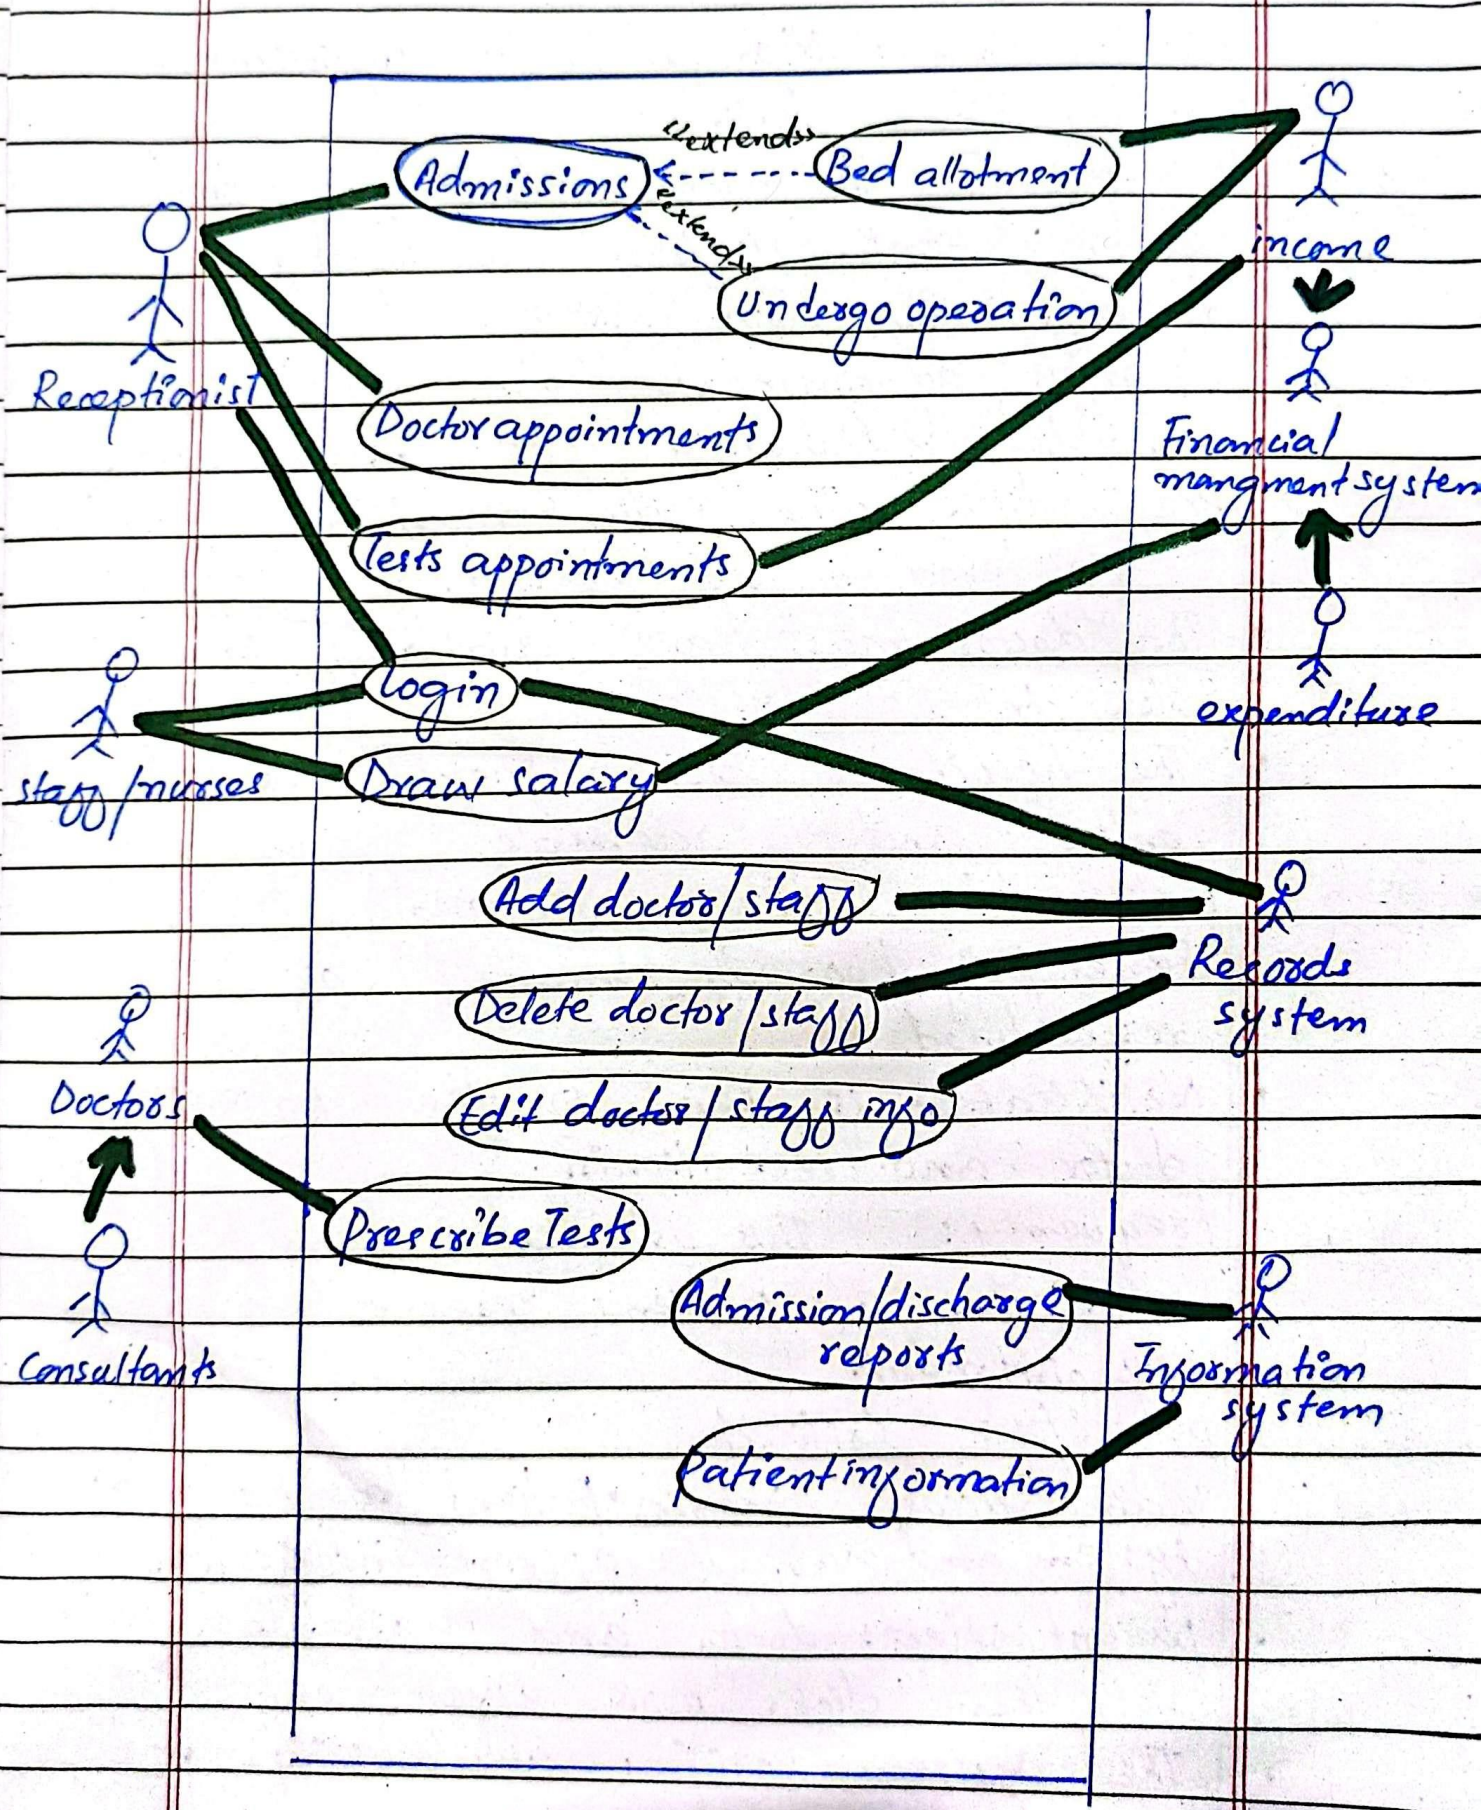 «extends»
Admissions
Bed allotment
«extends»
income
Undergo operation
Receptionist
Doctor appointments
Financial
mangment system
Tests appointments
login
expenditure
staff/nurses
Draw salary
Add doctor/staff
Records
system
Delete doctor/staff
Doctors
Edit doctor/staff info
Prescribe Tests
Admission/discharge
reports
Consultants
Information
system
Patient information